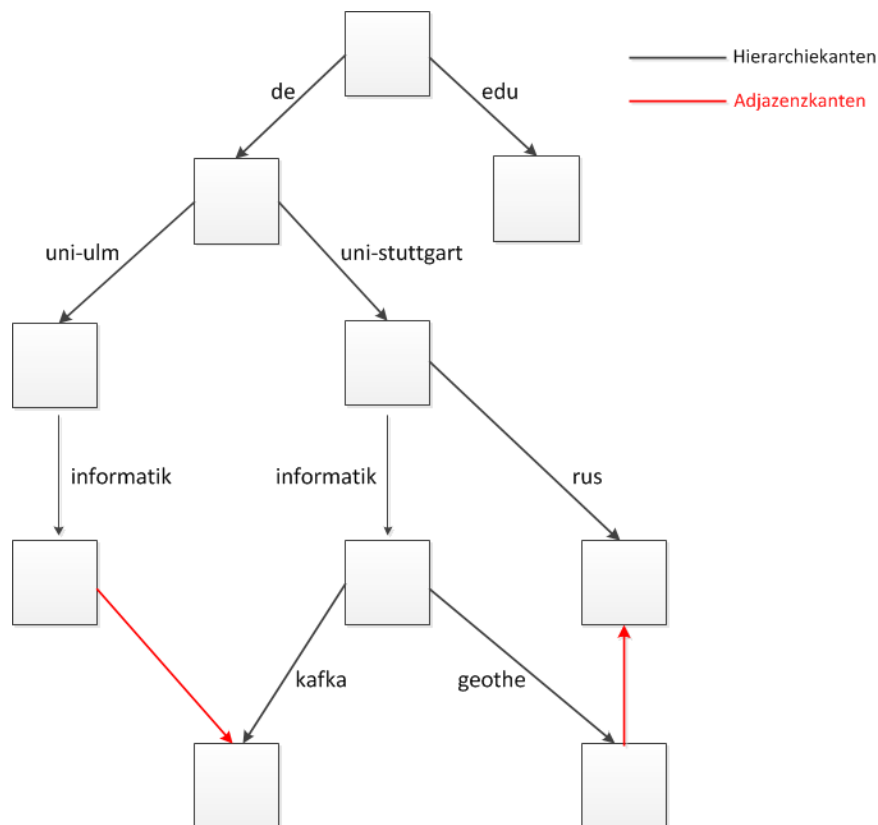 Hierarchiekanten
de
edu
Adjazenzkanten
uni-ulm
uni-stuttgart
informatik
informatik
rus
kafka
geothe